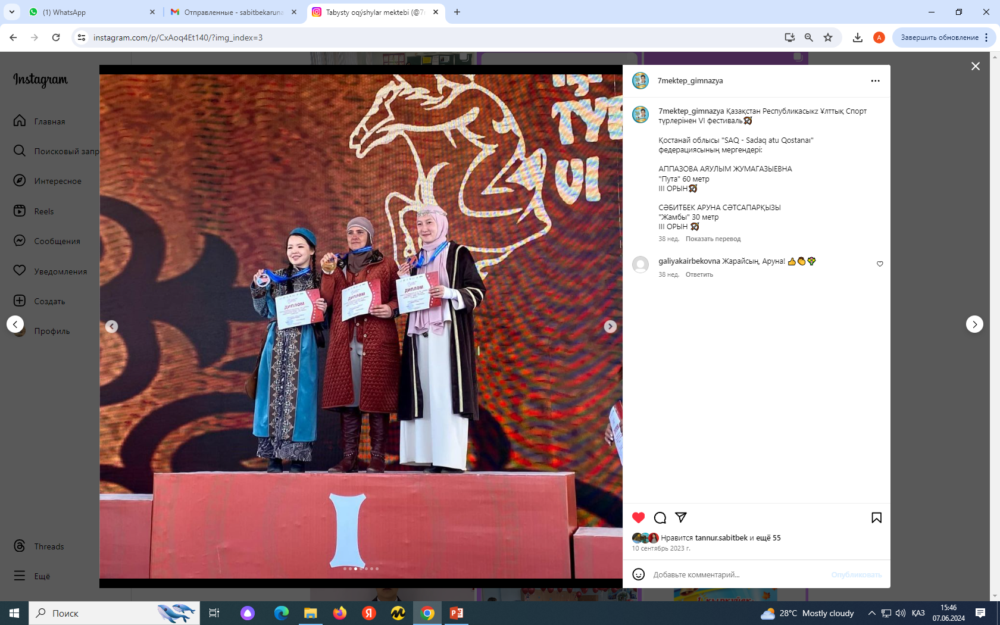 (1) WhatsApp
Отправленные - sabitbekaruna
Tabysty oqýshylar mektebi (@7
instagram.com/p/CxAoq4Et140/?img_index=3
A
Завершить обновление
Instagram
Главная
Поисковый запр
Интересное
Reels
Сообщения
Уведомления
Создать
Профиль
Threads
Ещё
VI
ДИПЛОМ
ДИПЛОМ
ДИПЛОМ
I
7mektep_gimnazya
7mektep_gimnazya Қазақстан Республикасыкz Ұлттық Спорт
түрлерінен VI фестиваль🏹
Қостанай облысы "SAQ - Sadaq atu Qostanaı"
федерациясының мергендері:
АППАЗОВА АЯУЛЫМ ЖУМАГАЗЫЕВНА
"Пута" 60 метр
III ОРЫН🏹
СӘБИТБЕК АРУНА СӘТСАПАРҚЫЗЫ
"Жамбы" 30 метр
III ОРЫН 🏹
38 нед. Показать перевод
galiyakairbekovna Жарайсың, Аруна! 👍👏💐
38 нед. Ответить
Нравится tannur.sabitbek и ещё 55
10 сентябрь 2023 г.
Добавьте комментарий...
Опубликовать
Поиск
28°C Mostly cloudy
ҚАЗ
15:46
07.06.2024